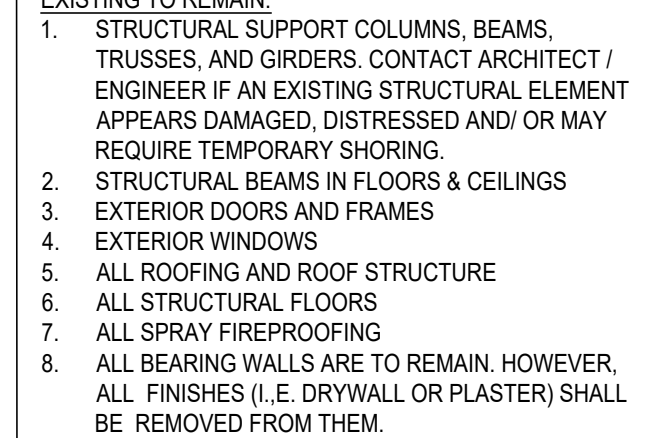 EXISTING TO REMAIN:
1. STRUCTURAL SUPPORT COLUMNS, BEAMS,
TRUSSES, AND GIRDERS. CONTACT ARCHITECT /
ENGINEER IF AN EXISTING STRUCTURAL ELEMENT
APPEARS DAMAGED, DISTRESSED AND/ OR MAY
REQUIRE TEMPORARY SHORING.
2. STRUCTURAL BEAMS IN FLOORS & CEILINGS
3. EXTERIOR DOORS AND FRAMES
4. EXTERIOR WINDOWS
5. ALL ROOFING AND ROOF STRUCTURE
6. ALL STRUCTURAL FLOORS
7. ALL SPRAY FIREPROOFING
8. ALL BEARING WALLS ARE TO REMAIN. HOWEVER,
ALL FINISHES (I.,E. DRYWALL OR PLASTER) SHALL
BE REMOVED FROM THEM.